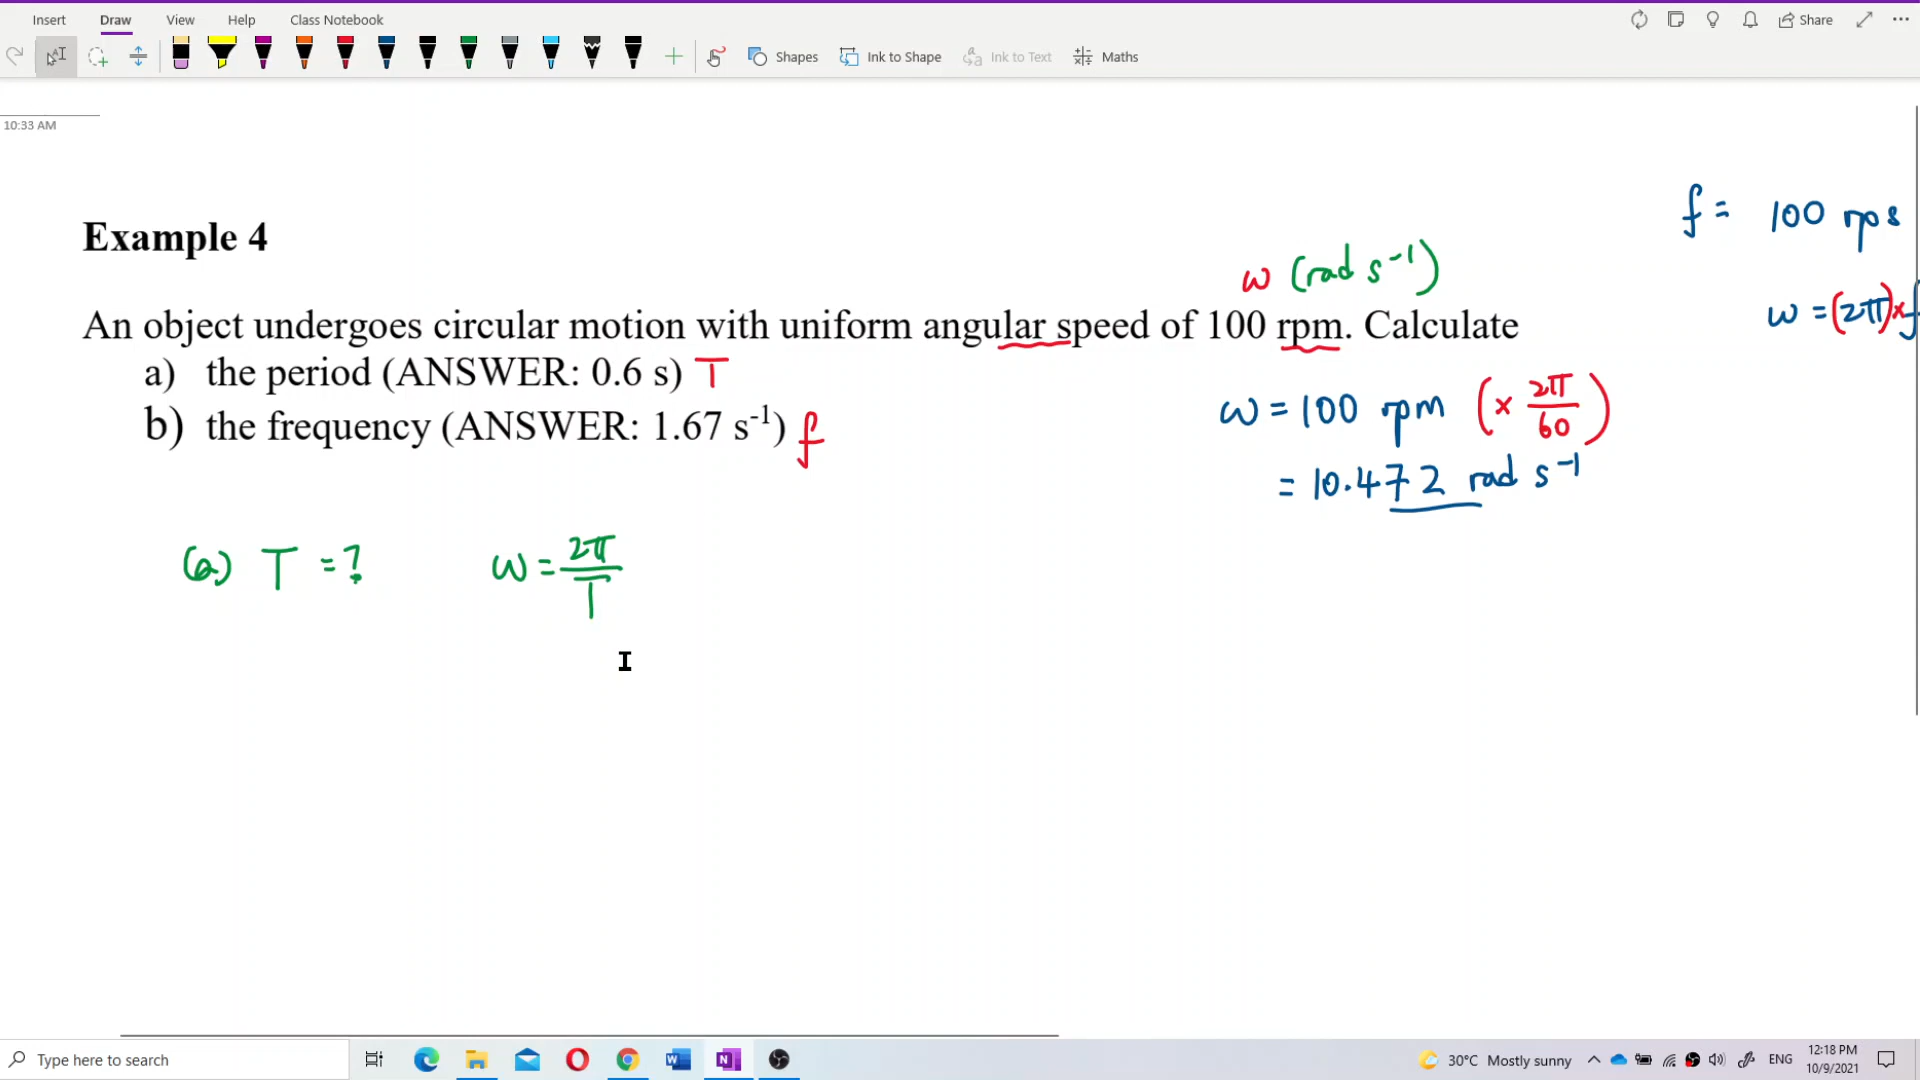 Insert Draw View Help Class Notebook Share
Shapes Ink to Shape Ink to Text Maths
10:33 AM
f = 100 rps
Example 4
ω (rad s⁻¹)
ω = (2π)× f
An object undergoes circular motion with uniform angular speed of 100 rpm. Calculate
a) the period (ANSWER: 0.6 s) T
b) the frequency (ANSWER: 1.67 s⁻¹) f
ω = 100 rpm (× 2π/60)
= 10.472 rad s⁻¹
(a) T = ? ω = 2π/T
Type here to search
30°C Mostly sunny
ENG
12:18 PM
10/9/2021